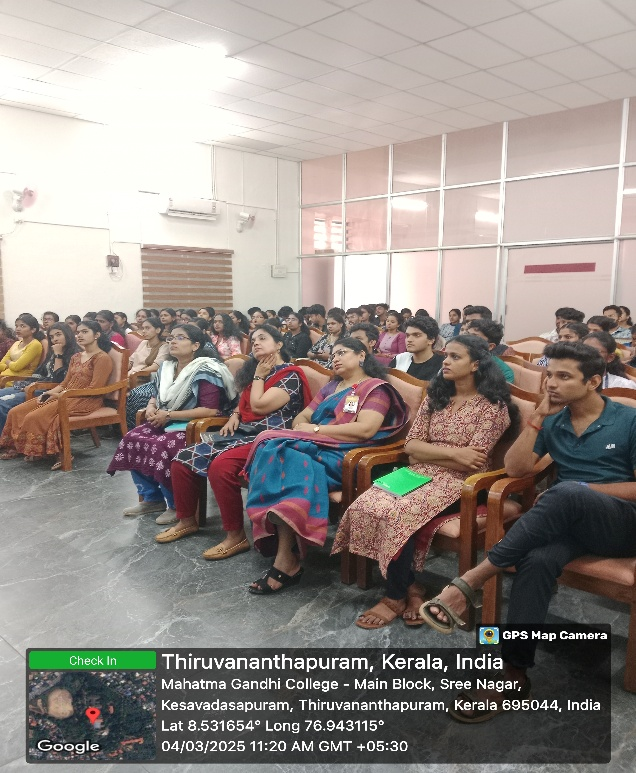 GPS Map Camera
Check In
Thiruvananthapuram, Kerala, India
Mahatma Gandhi College - Main Block, Sree Nagar,
Kesavadasapuram, Thiruvananthapuram, Kerala 695044, India
Lat 8.531654° Long 76.943115°
04/03/2025 11:20 AM GMT +05:30
Google